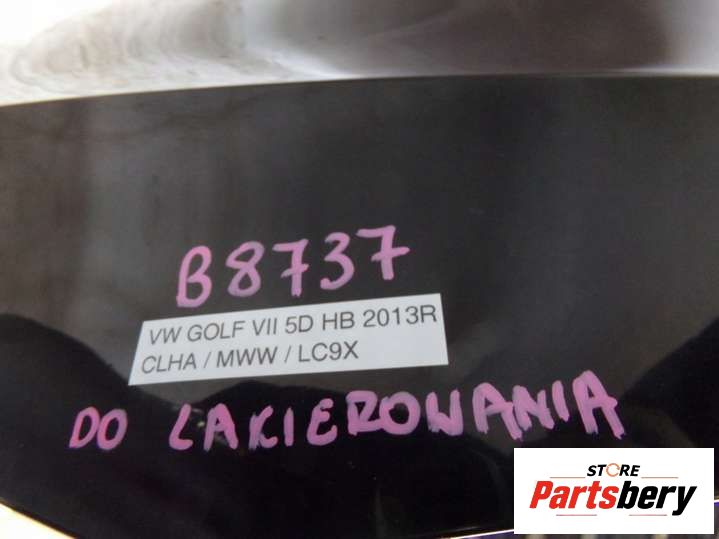 B8737
VW GOLF VII 5D HB 2013R
CLHA / MWW / LC9X
DO LAKIEROWANIA
STORE
Partsbery